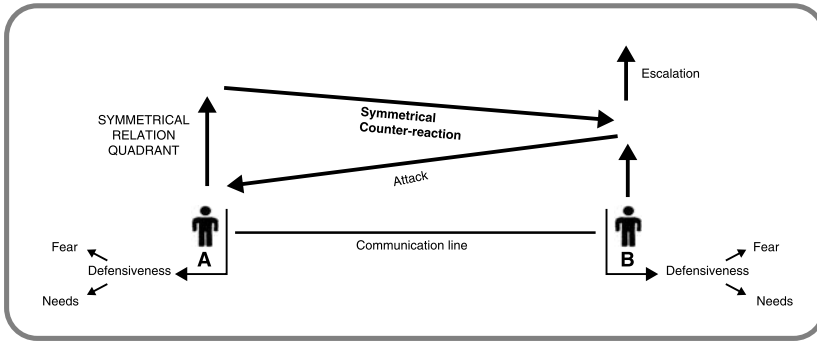 Escalation
SYMMETRICAL
RELATION
QUADRANT
Symmetrical
Counter-reaction
Attack
A
B
Communication line
Fear
Defensiveness
Needs
Fear
Defensiveness
Needs